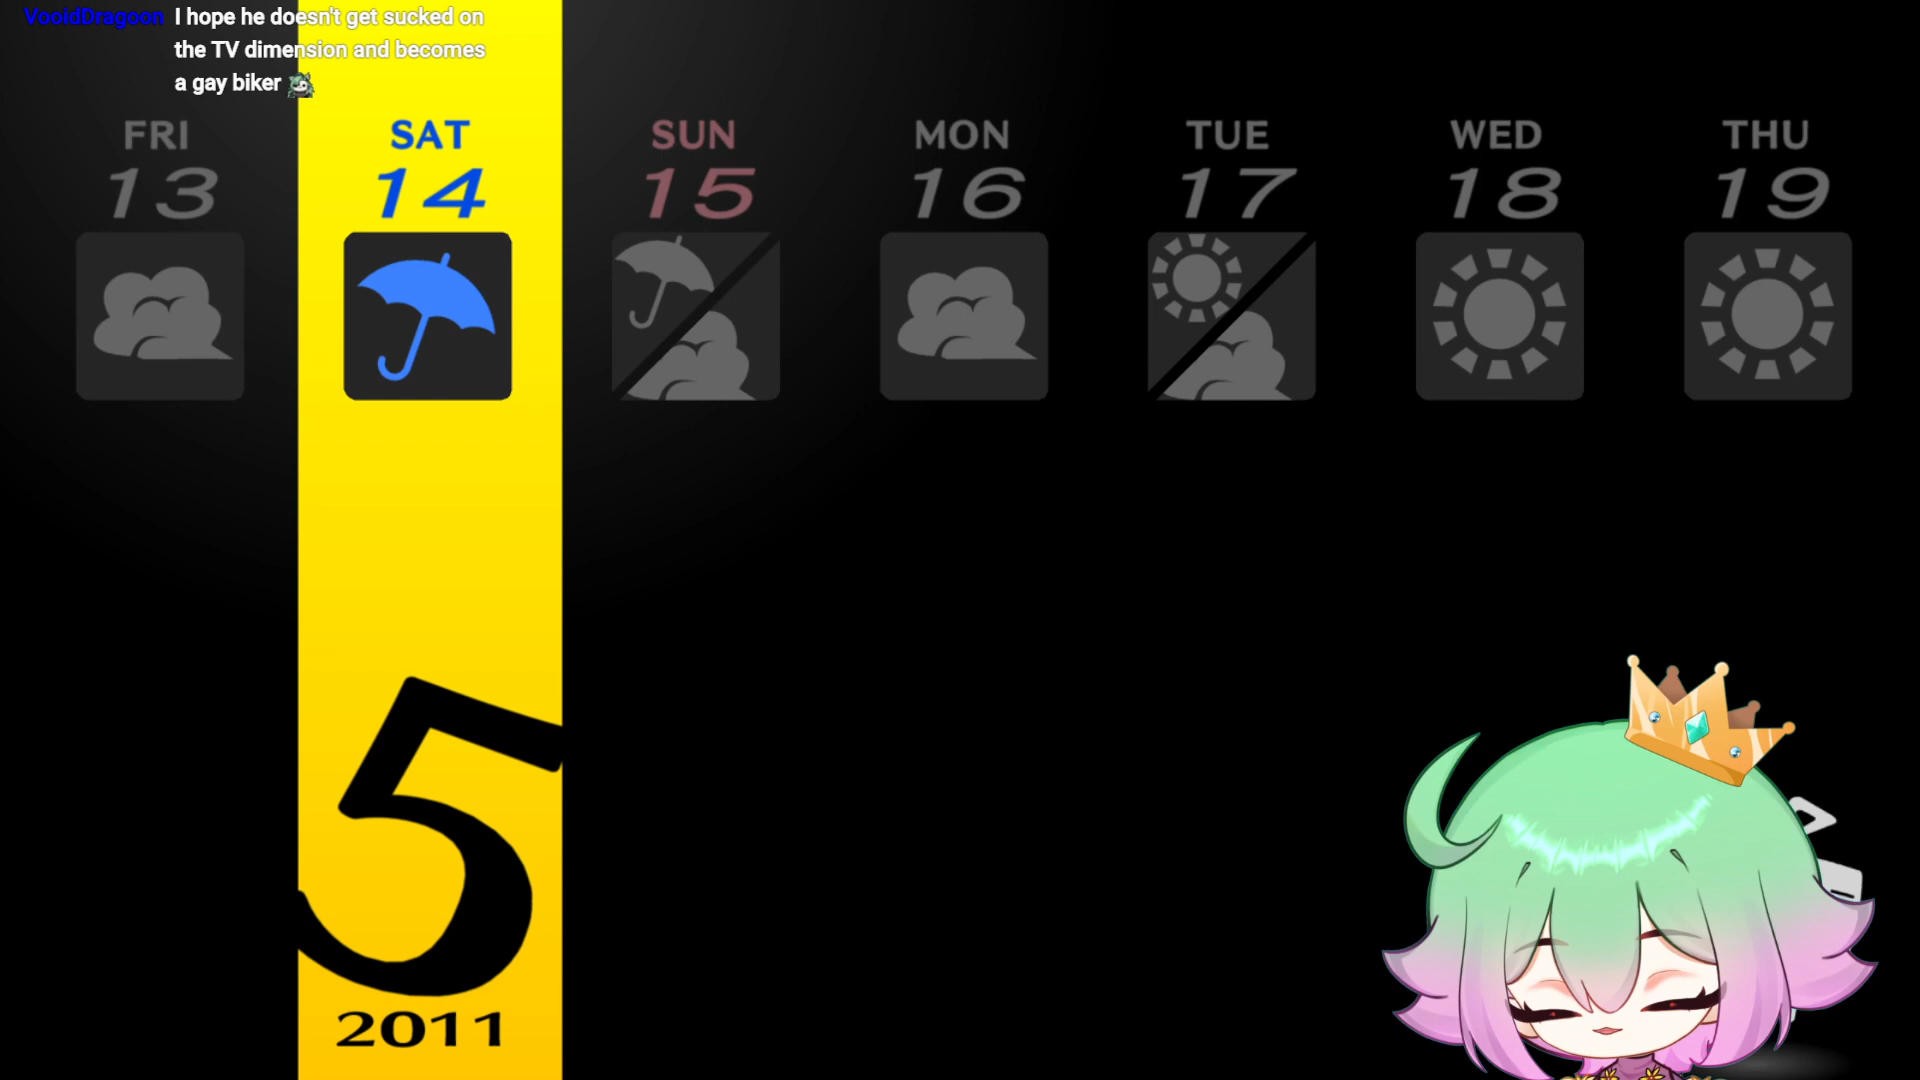 VooidDragoon I hope he doesn't get sucked on
the TV dimension and becomes
a gay biker
FRI SAT SUN MON TUE WED THU
13 14 15 16 17 18 19
5
2011